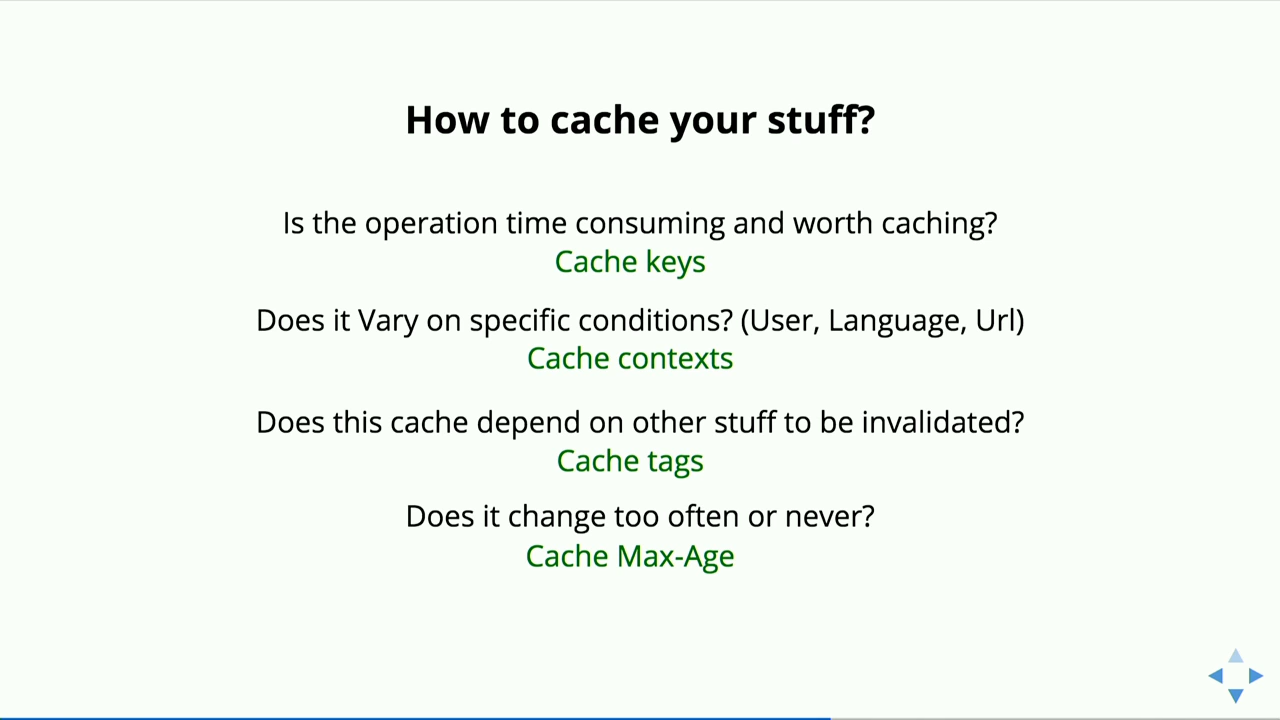 How to cache your stuff?
Is the operation time consuming and worth caching?
Cache keys
Does it Vary on specific conditions? (User, Language, Url)
Cache contexts
Does this cache depend on other stuff to be invalidated?
Cache tags
Does it change too often or never?
Cache Max-Age